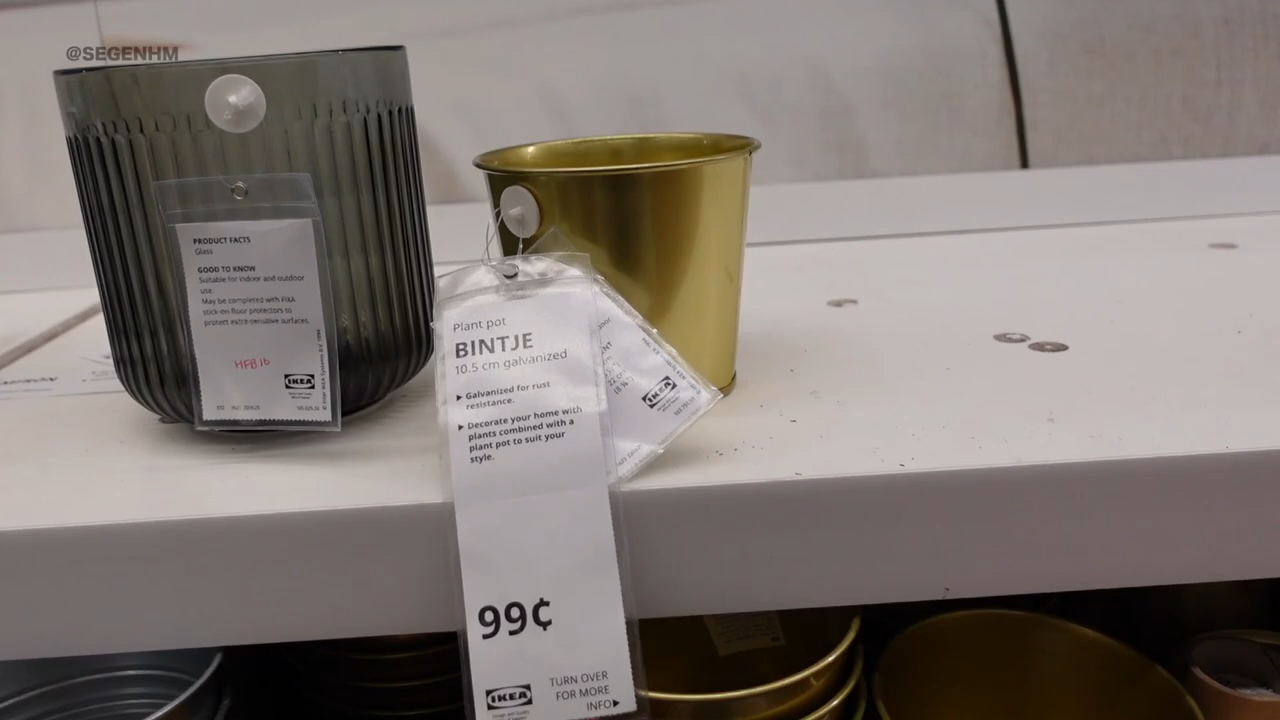 @SEGENHM
PRODUCT FACTS
Glass
GOOD TO KNOW
Suitable for indoor and outdoor
use.
May be completed with FIXA
stick-on floor protectors to
protect extra-sensitive surfaces.
HFB16
IKEA
Plant pot
BINTJE
10.5 cm galvanized
▶ Galvanized for rust
resistance.
▶ Decorate your home with
plants combined with a
plant pot to suit your
style.
99¢
IKEA
TURN OVER
FOR MORE
INFO▶
22 cm
IKEA